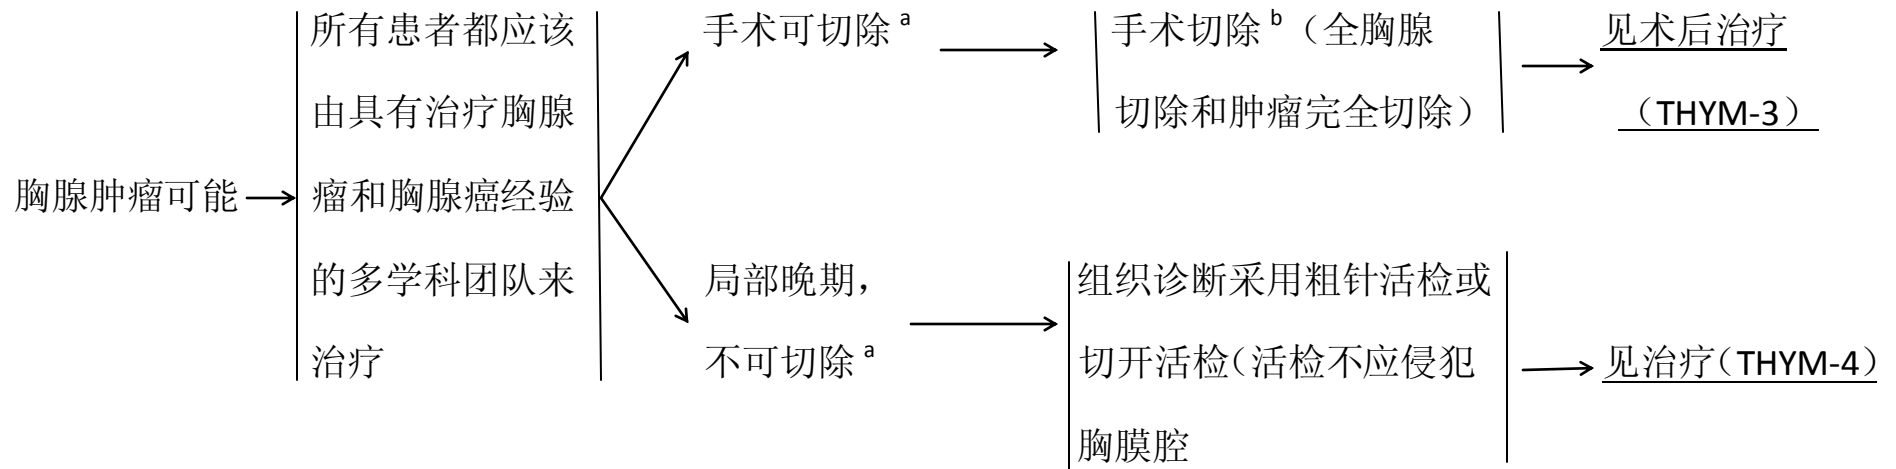 胸腺肿瘤可能
所有患者都应该
由具有治疗胸腺
瘤和胸腺癌经验
的多学科团队来
治疗
手术可切除 a
手术切除 b（全胸腺
切除和肿瘤完全切除）
见术后治疗
（THYM-3）
局部晚期，
不可切除 a
组织诊断采用粗针活检或
切开活检（活检不应侵犯
胸膜腔
见治疗（THYM-4）